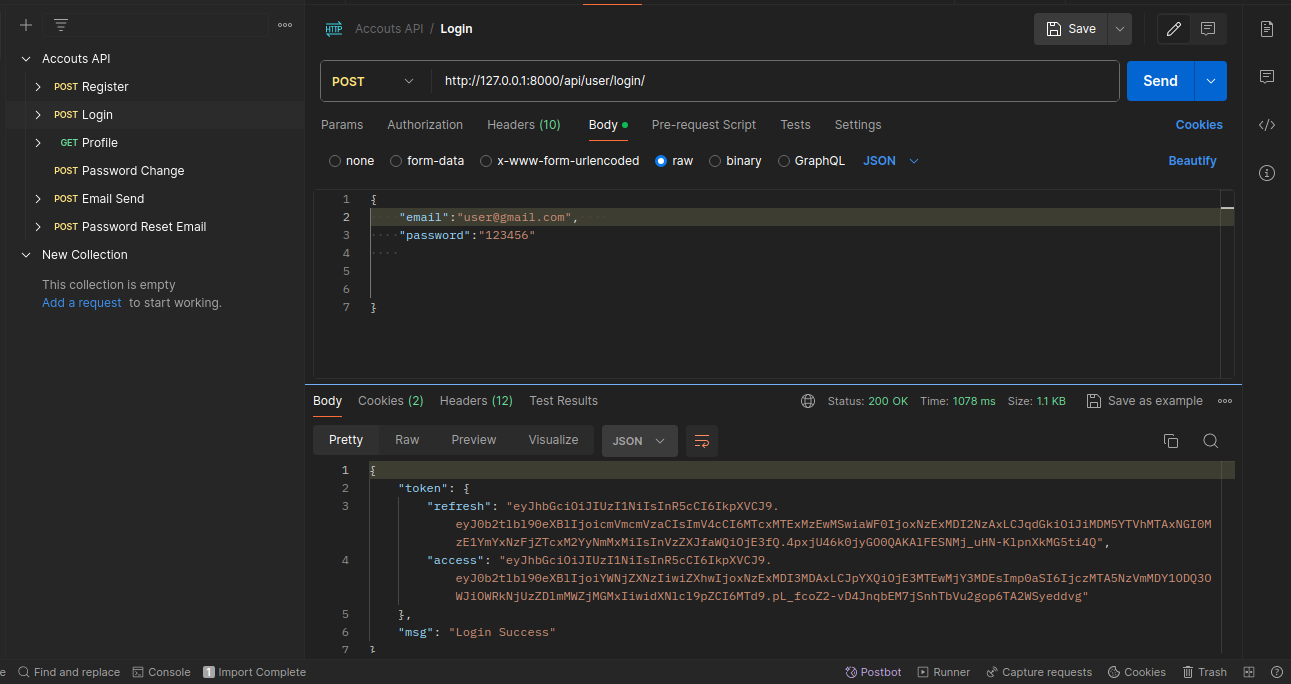 Accouts API / Login
Save
Accouts API
POST Register
POST Login
GET Profile
POST Password Change
POST Email Send
POST Password Reset Email
New Collection
This collection is empty
Add a request to start working.
POST
http://127.0.0.1:8000/api/user/login/
Send
Params Authorization Headers (10) Body Pre-request Script Tests Settings Cookies
none form-data x-www-form-urlencoded raw binary GraphQL JSON Beautify
1 {
2 "email":"user@gmail.com",
3 "password":"123456"
4
5
6
7 }
Body Cookies (2) Headers (12) Test Results Status: 200 OK Time: 1078 ms Size: 1.1 KB Save as example
Pretty Raw Preview Visualize JSON
1 {
2 "token": {
3 "refresh": "eyJhbGciOiJIUzI1NiIsInR5cCI6IkpXVCJ9.
eyJ0b2tlbl90eXBlIjoicmVmcmVzaCIsImV4cCI6MTcxMTExMzEwMSwiaWF0IjoxNzExMDI2NzAxLCJqdGkiOiJiMDM5YTVhMTAxNGI0M
zE1YmYxNzFjZTcxM2YyNmMxMiIsInVzZXJfaWQiOjE3fQ.4pxjU46k0jyGO0QAKAlFESNMj_uHN-KlpnXkMG5ti4Q",
4 "access": "eyJhbGciOiJIUzI1NiIsInR5cCI6IkpXVCJ9.
eyJ0b2tlbl90eXBlIjoiYWNjZXNzIiwiZXhwIjoxNzExMDI3MDAxLCJpYXQiOjE3MTEwMjY3MDEsImp0aSI6IjczMTA5NzVmMDY1ODQ3O
WJiOWRkNjUzZDlmMWZjMGMxIiwidXNlcl9pZCI6MTd9.pL_fcoZ2-vD4JnqbEM7jSnhTbVu2gop6TA2WSyeddvg"
5 },
6 "msg": "Login Success"
7 }
e Find and replace Console 1 Import Complete Postbot Runner Capture requests Cookies Trash